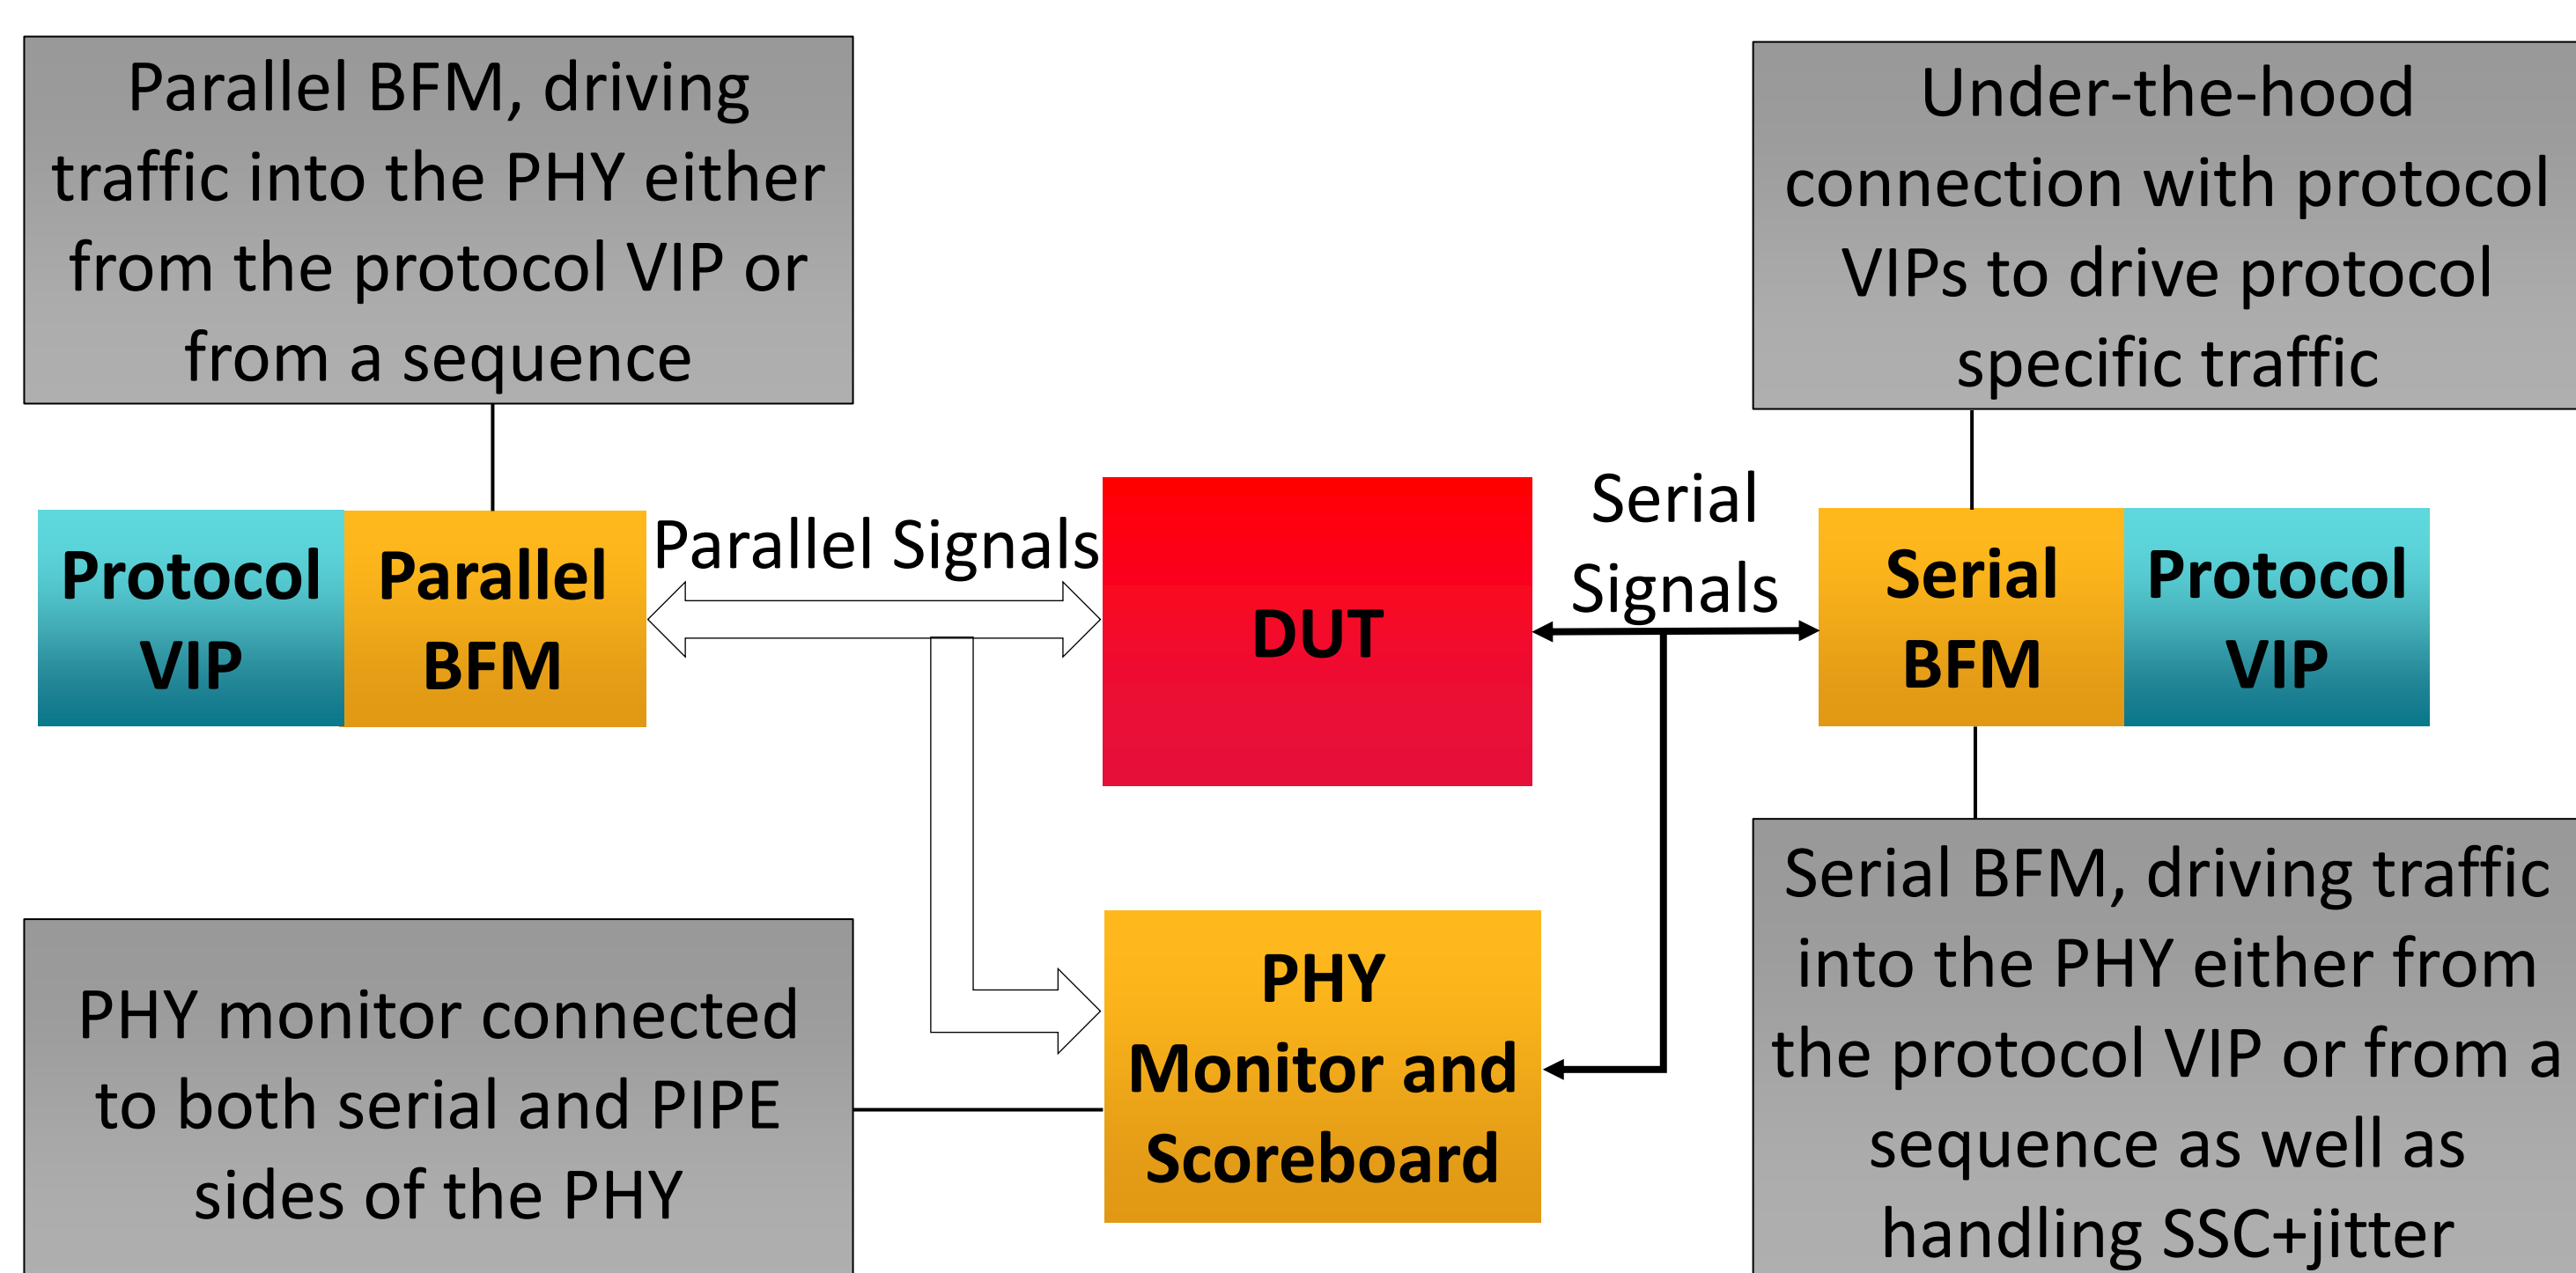 Parallel BFM, driving
traffic into the PHY either
from the protocol VIP or
from a sequence
Under-the-hood
connection with protocol
VIPs to drive protocol
specific traffic
Protocol
VIP
Parallel
BFM
Parallel Signals
DUT
Serial
Signals
Serial
BFM
Protocol
VIP
PHY monitor connected
to both serial and PIPE
sides of the PHY
PHY
Monitor and
Scoreboard
Serial BFM, driving traffic
into the PHY either from
the protocol VIP or from a
sequence as well as
handling SSC+jitter